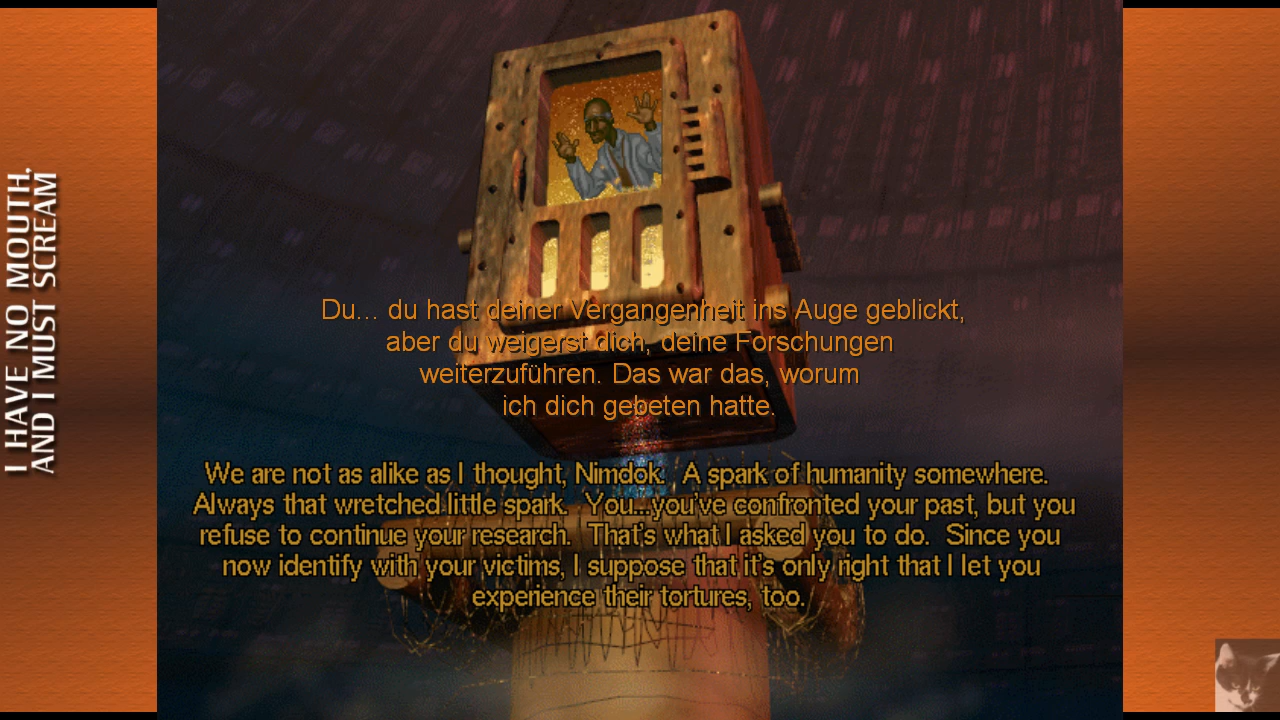 I HAVE NO MOUTH,
AND I MUST SCREAM
Du... du hast deiner Vergangenheit ins Auge geblickt,
aber du weigerst dich, deine Forschungen
weiterzuführen. Das war das, worum
ich dich gebeten hatte.
We are not as alike as I thought, Nimdok.  A spark of humanity somewhere.
Always that wretched little spark.  You...you've confronted your past, but you
refuse to continue your research.  That's what I asked you to do.  Since you
now identify with your victims, I suppose that it's only right that I let you
experience their tortures, too.